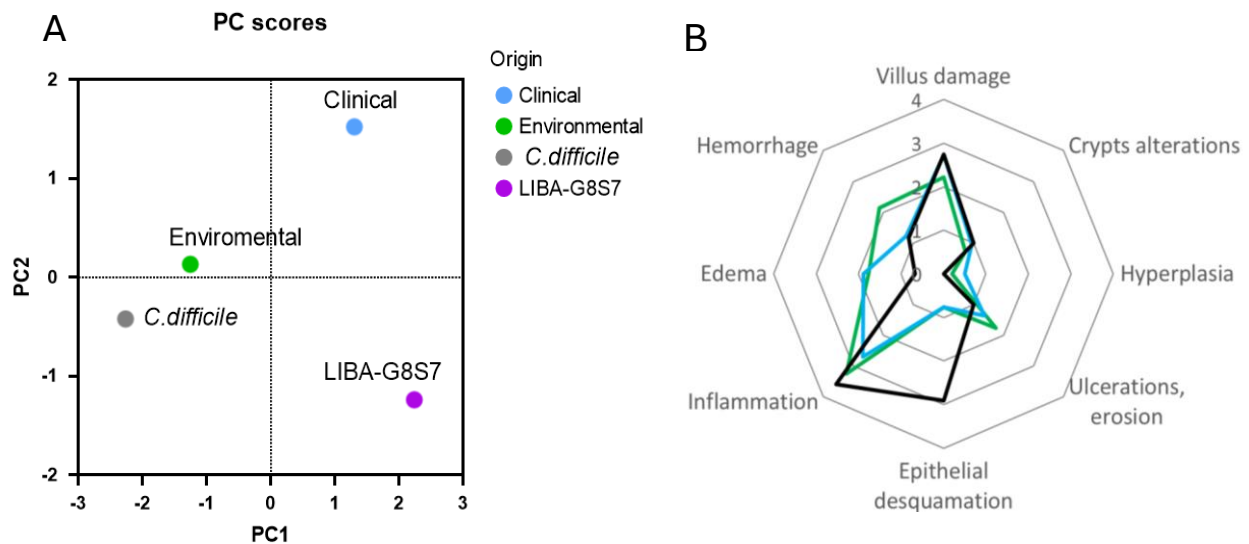 A
PC scores
2
1
0
-1
-2
PC2
-3 -2 -1 0 1 2 3
PC1
Clinical
Enviromental
C.difficile
LIBA-G8S7
Origin
Clinical
Environmental
C.difficile
LIBA-G8S7
B
Villus damage
4
3
2
1
0
Hemorrhage
Crypts alterations
Edema
Hyperplasia
Inflammation
Ulcerations,
erosion
Epithelial
desquamation